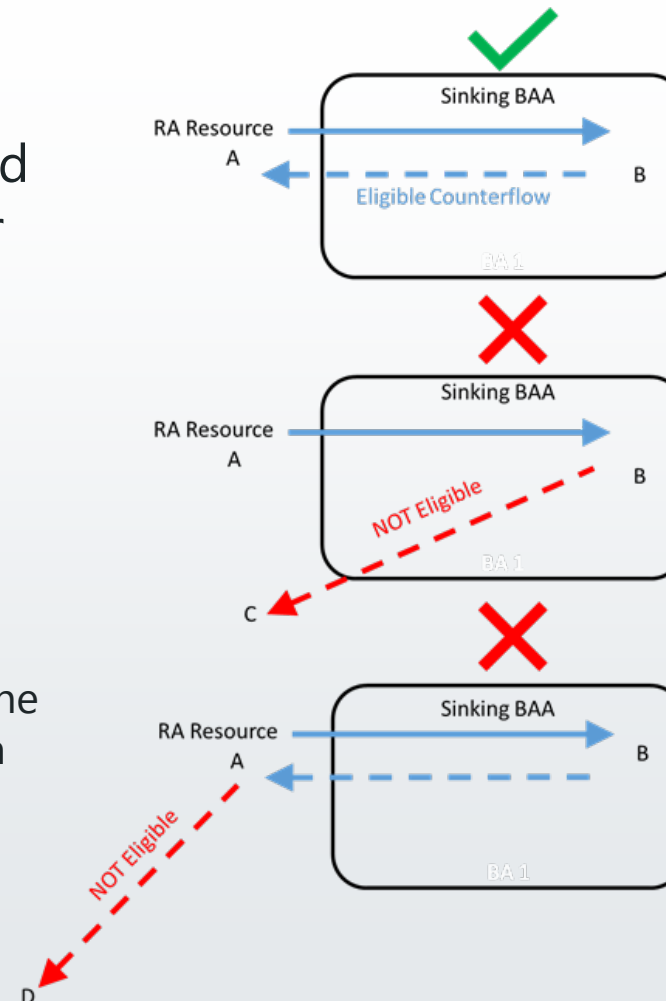 Sinking BAA
RA Resource
A
B
Eligible Counterflow
BA 1
Sinking BAA
RA Resource
A
B
NOT Eligible
BA 1
C
Sinking BAA
RA Resource
A
B
NOT Eligible
BA 1
D